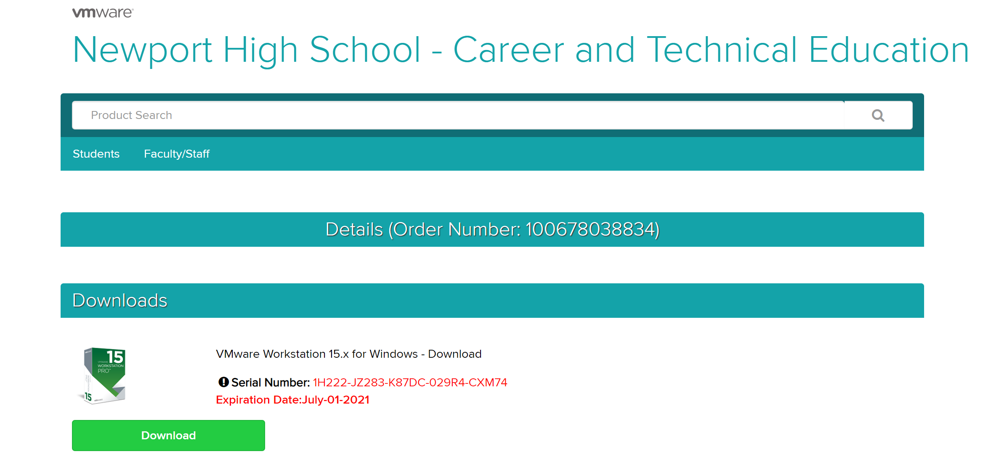 vmware
Newport High School - Career and Technical Education
Product Search
Students Faculty/Staff
Details (Order Number: 100678038834)
Downloads
15
VMWARE
WORKSTATION
PRO™
15
vmware
VMware Workstation 15.x for Windows - Download
Serial Number: 1H222-JZ283-K87DC-029R4-CXM74
Expiration Date:July-01-2021
Download